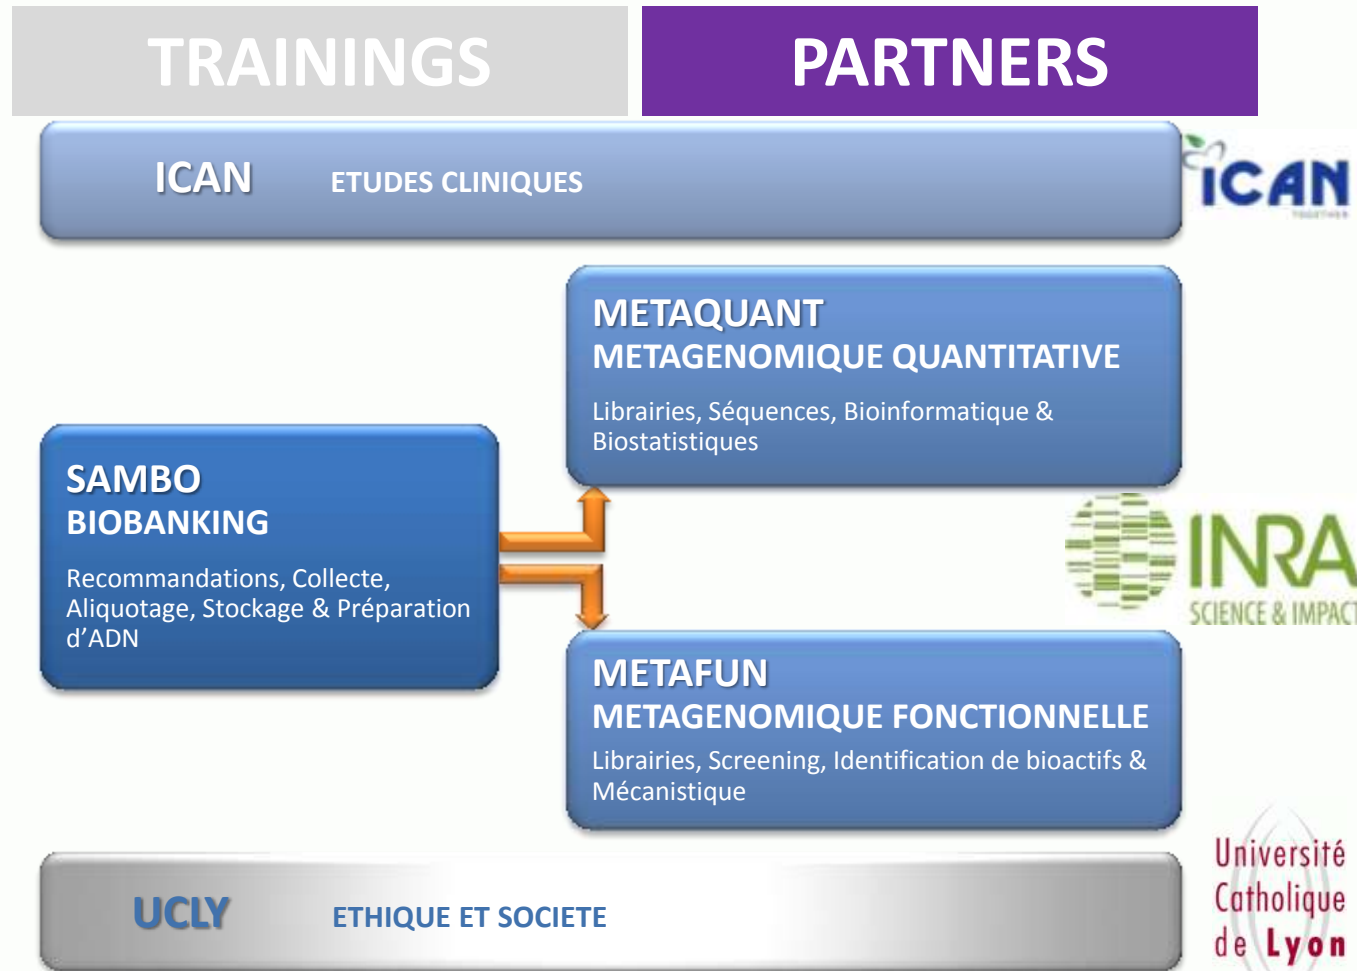 TRAININGS
PARTNERS
ICAN ETUDES CLINIQUES
iCAN
TOGETHER
METAQUANT
METAGENOMIQUE QUANTITATIVE
Librairies, Séquences, Bioinformatique &
Biostatistiques
SAMBO
BIOBANKING
Recommandations, Collecte,
Aliquotage, Stockage & Préparation
d’ADN
INRA
SCIENCE & IMPACT
METAFUN
METAGENOMIQUE FONCTIONNELLE
Librairies, Screening, Identification de bioactifs &
Mécanistique
UCLY ETHIQUE ET SOCIETE
Université
Catholique
de Lyon